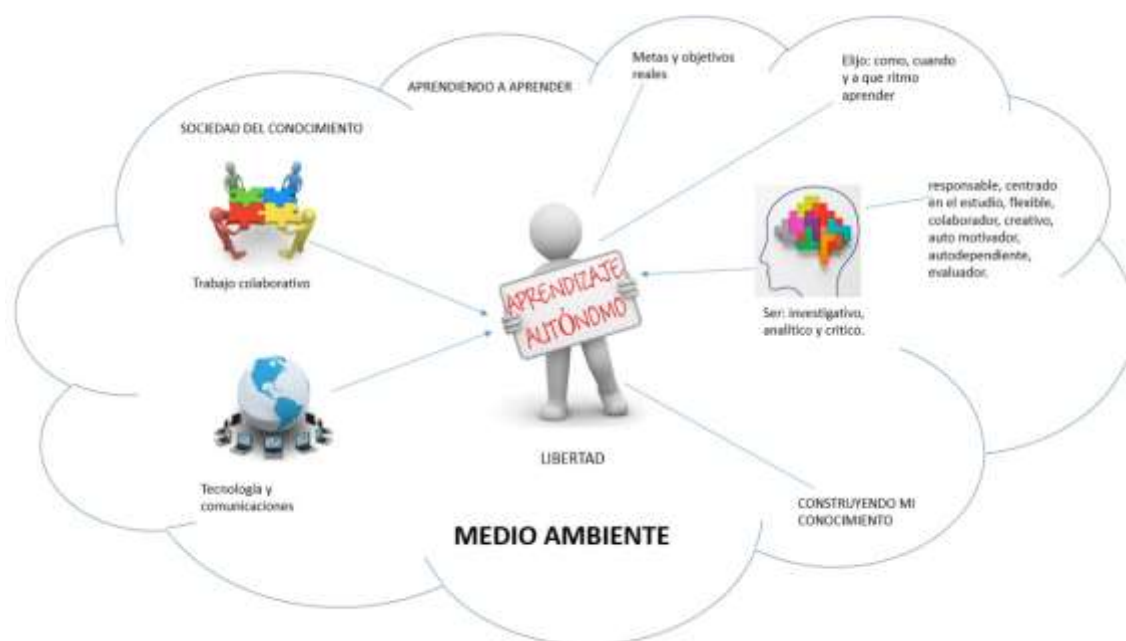 Metas y objetivos
reales
Elijo: como, cuando
y a que ritmo
aprender
APRENDIENDO A APRENDER
SOCIEDAD DEL CONOCIMIENTO
Trabajo colaborativo
responsable, centrado
en el estudio, flexible,
colaborador, creativo,
auto motivador,
autodependiente,
evaluador.
APRENDIZAJE
AUTÓNOMO
Ser: investigativo,
analítico y crítico.
LIBERTAD
Tecnología y
comunicaciones
CONSTRUYENDO MI
CONOCIMIENTO
MEDIO AMBIENTE